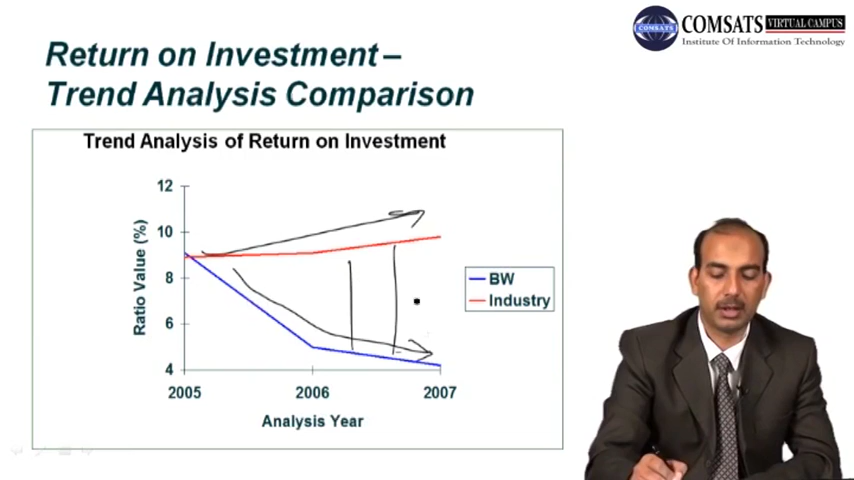 COMSATS VIRTUAL CAMPUS
COMSATS
Institute Of Information Technology
Return on Investment –
Trend Analysis Comparison
Trend Analysis of Return on Investment
12
10
8
6
4
Ratio Value (%)
2005 2006 2007
Analysis Year
BW
Industry